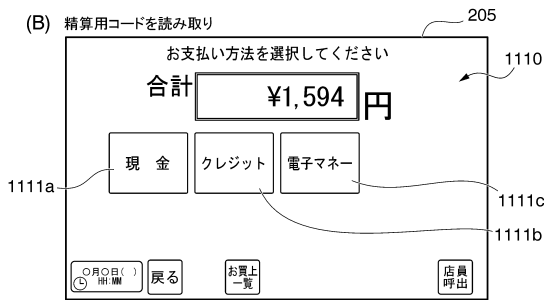 (B) 精算用コードを読み取り
205
お支払い方法を選択してください
1110
合計 ¥1,594 円
現 金 クレジット 電子マネー
1111a
1111c
1111b
〇月〇日( )
HH:MM
戻る
お買上
一覧
店員
呼出